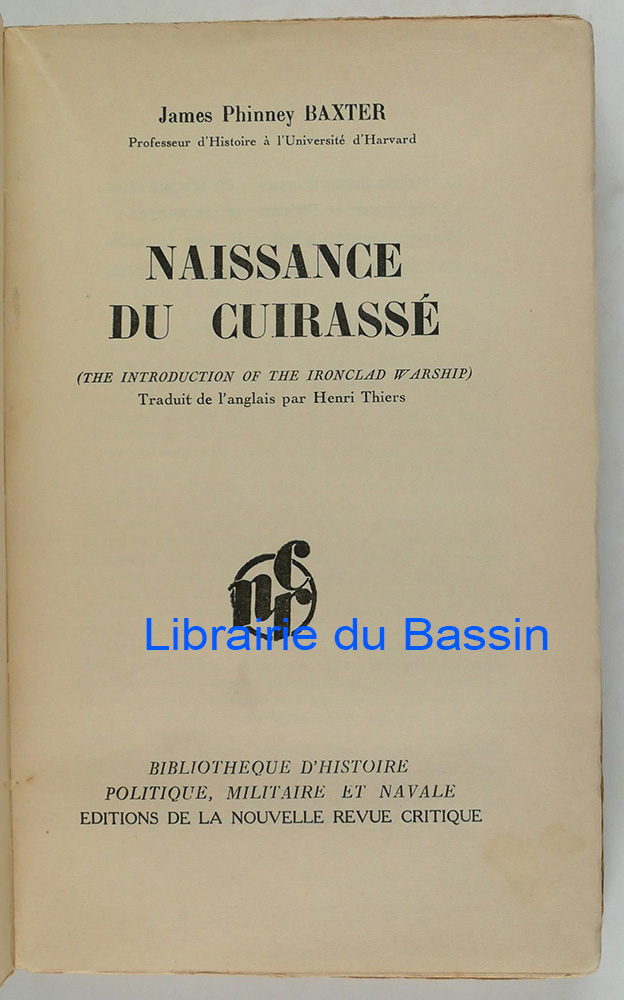 James Phinney BAXTER
Professeur d'Histoire à l'Université d'Harvard
NAISSANCE
DU CUIRASSÉ
(THE INTRODUCTION OF THE IRONCLAD WARSHIP)
Traduit de l'anglais par Henri Thiers
ncr
Librairie du Bassin
BIBLIOTHEQUE D'HISTOIRE
POLITIQUE, MILITAIRE ET NAVALE
EDITIONS DE LA NOUVELLE REVUE CRITIQUE